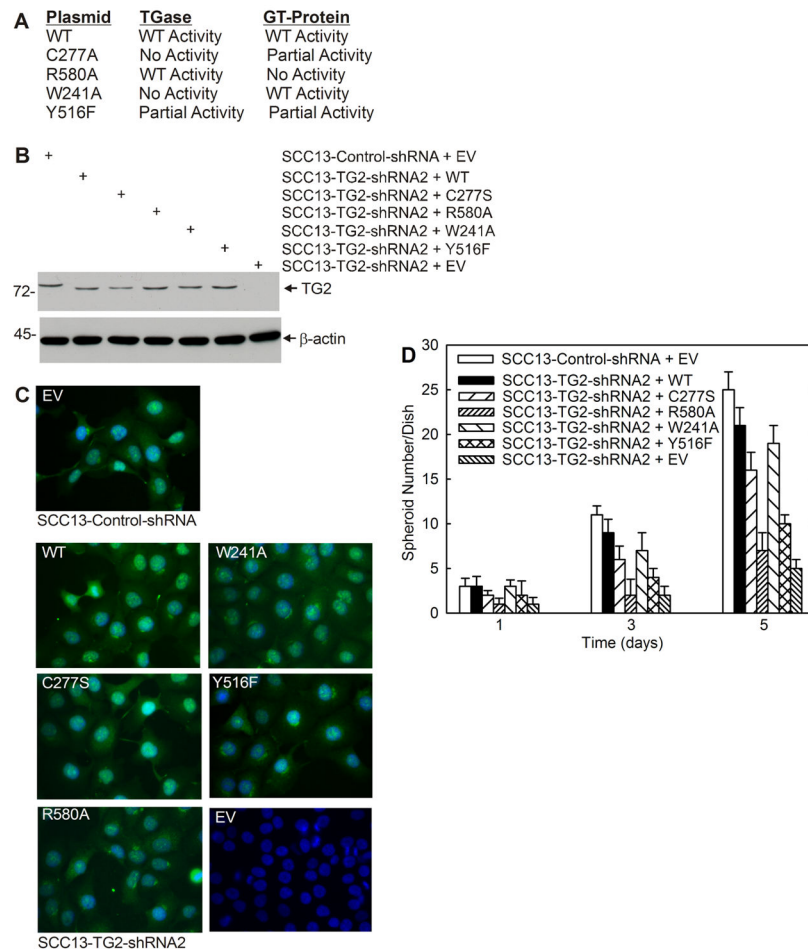 A
Plasmid TGase GT-Protein
WT WT Activity WT Activity
C277A No Activity Partial Activity
R580A WT Activity No Activity
W241A No Activity WT Activity
Y516F Partial Activity Partial Activity
B
+ SCC13-Control-shRNA + EV
+ SCC13-TG2-shRNA2 + WT
+ SCC13-TG2-shRNA2 + C277S
+ SCC13-TG2-shRNA2 + R580A
+ SCC13-TG2-shRNA2 + W241A
+ SCC13-TG2-shRNA2 + Y516F
+ SCC13-TG2-shRNA2 + EV
72- TG2
45- β-actin
C
EV
SCC13-Control-shRNA
WT W241A
C277S Y516F
R580A EV
SCC13-TG2-shRNA2
D
SCC13-Control-shRNA + EV
SCC13-TG2-shRNA2 + WT
SCC13-TG2-shRNA2 + C277S
SCC13-TG2-shRNA2 + R580A
SCC13-TG2-shRNA2 + W241A
SCC13-TG2-shRNA2 + Y516F
SCC13-TG2-shRNA2 + EV
Spheroid Number/Dish
30
25
20
15
10
5
0
1 3 5
Time (days)